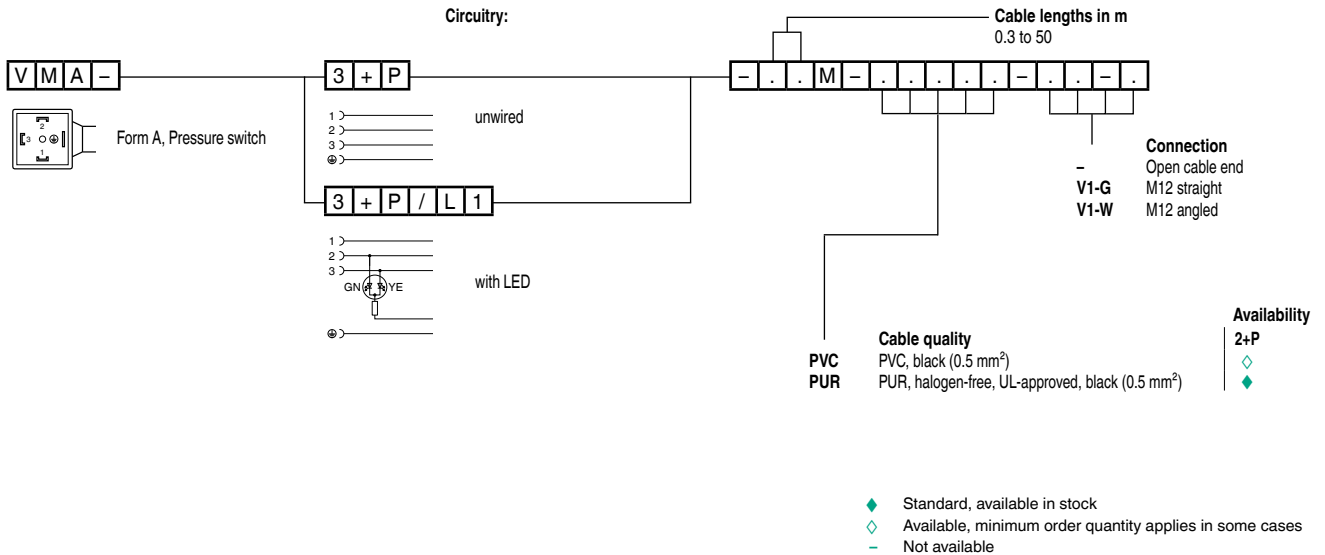 Circuitry:
Cable lengths in m
0.3 to 50
V M A –
3 + P
– . . M – . . . . . – . . – .
2
3
1
Form A, Pressure switch
1
2
3
unwired
Connection
– Open cable end
V1-G M12 straight
V1-W M12 angled
3 + P / L 1
1
2
3
GN YE
with LED
Availability
Cable quality 2+P
PVC PVC, black (0.5 mm²) ◇
PUR PUR, halogen-free, UL-approved, black (0.5 mm²) ◆
◆ Standard, available in stock
◇ Available, minimum order quantity applies in some cases
– Not available